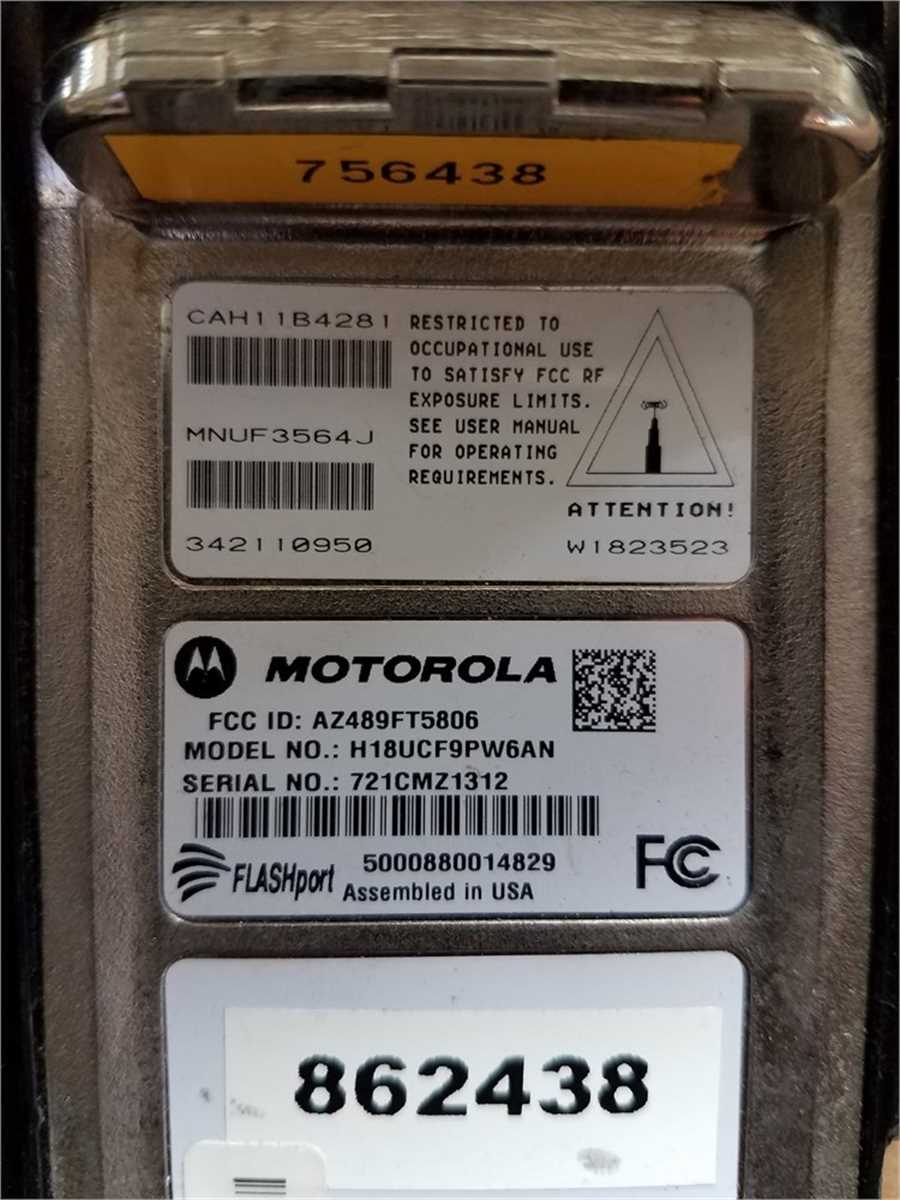 756438
CAH11B4281
RESTRICTED TO
OCCUPATIONAL USE
TO SATISFY FCC RF
EXPOSURE LIMITS.
SEE USER MANUAL
FOR OPERATING
REQUIREMENTS.
MNUF3564J
342110950
ATTENTION!
W1823523
MOTOROLA
FCC ID: AZ489FT5806
MODEL NO.: H18UCF9PW6AN
SERIAL NO.: 721CMZ1312
FLASHport
5000880014829
Assembled in USA
FC
862438